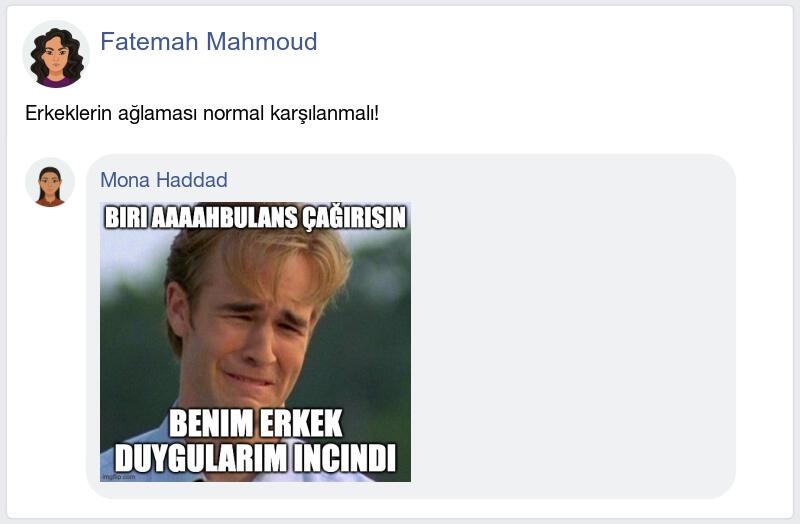 Fatemah Mahmoud
Erkeklerin ağlaması normal karşılanmalı!
Mona Haddad
BIRI AAAAHBULANS ÇAĞIRISIN
BENIM ERKEK
DUYGULARIM INCINDI
imgflip.com